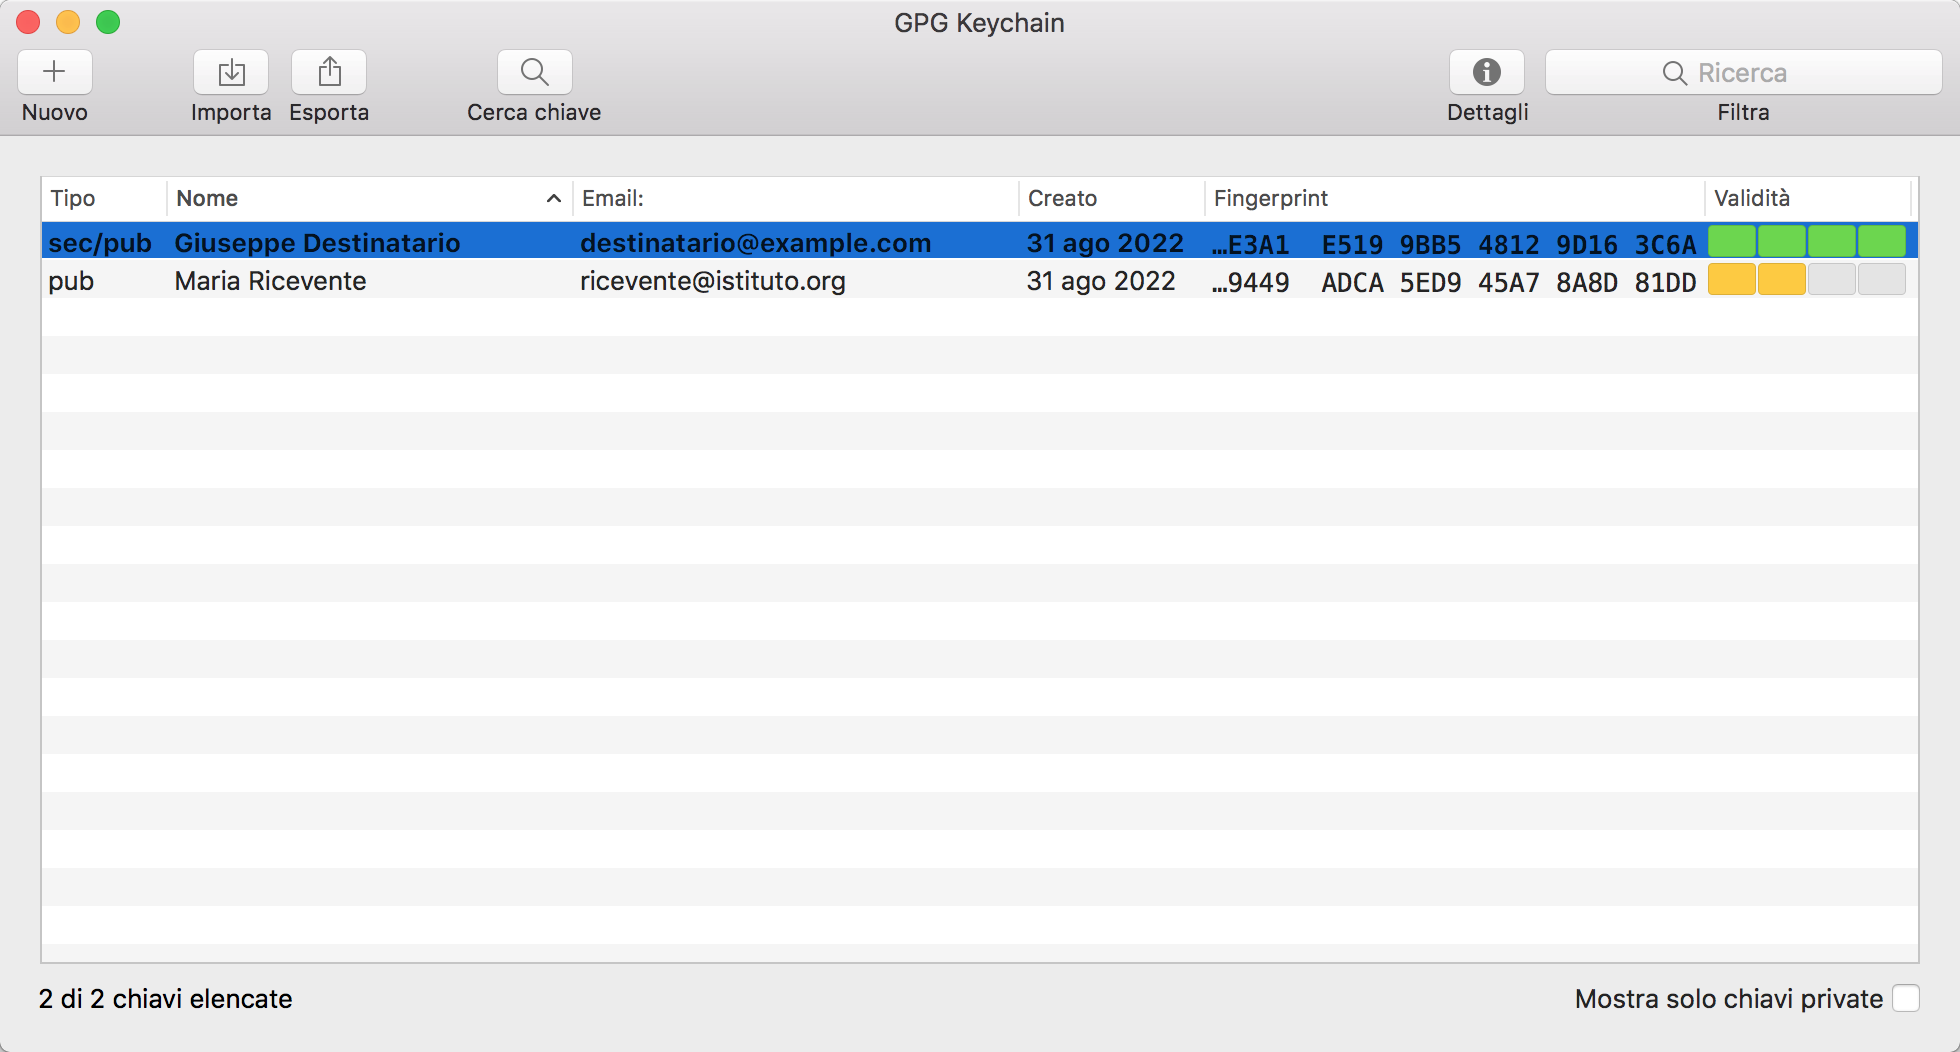 GPG Keychain
Nuovo Importa Esporta Cerca chiave Dettagli Ricerca Filtra
Tipo Nome Email: Creato Fingerprint Validità
sec/pub Giuseppe Destinatario destinatario@example.com 31 ago 2022 …E3A1 E519 9BB5 4812 9D16 3C6A
pub Maria Ricevente ricevente@istituto.org 31 ago 2022 …9449 ADCA 5ED9 45A7 8A8D 81DD
2 di 2 chiavi elencate Mostra solo chiavi private